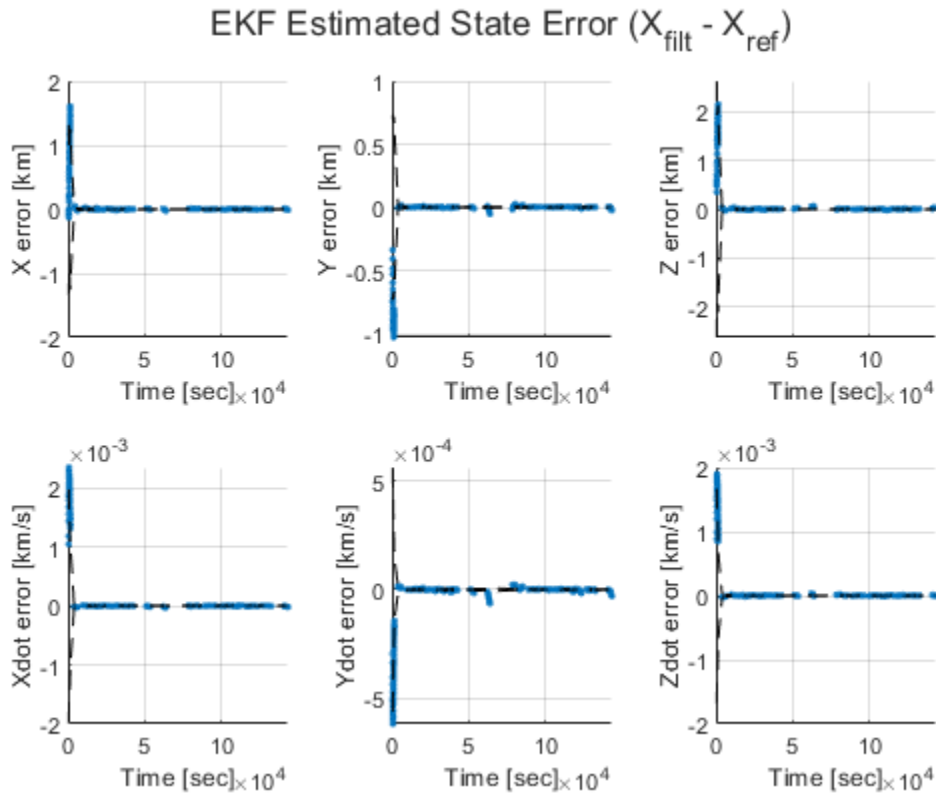 EKF Estimated State Error (X_filt - X_ref)
2
1
0
-1
-2
X error [km]
0 5 10
Time [sec] ×10^4
1
0.5
0
-0.5
-1
Y error [km]
0 5 10
Time [sec] ×10^4
2
1
0
-1
-2
Z error [km]
0 5 10
Time [sec] ×10^4
×10^-3
2
1
0
-1
-2
Xdot error [km/s]
0 5 10
Time [sec] ×10^4
×10^-4
5
0
-5
Ydot error [km/s]
0 5 10
Time [sec] ×10^4
×10^-3
2
1
0
-1
-2
Zdot error [km/s]
0 5 10
Time [sec] ×10^4